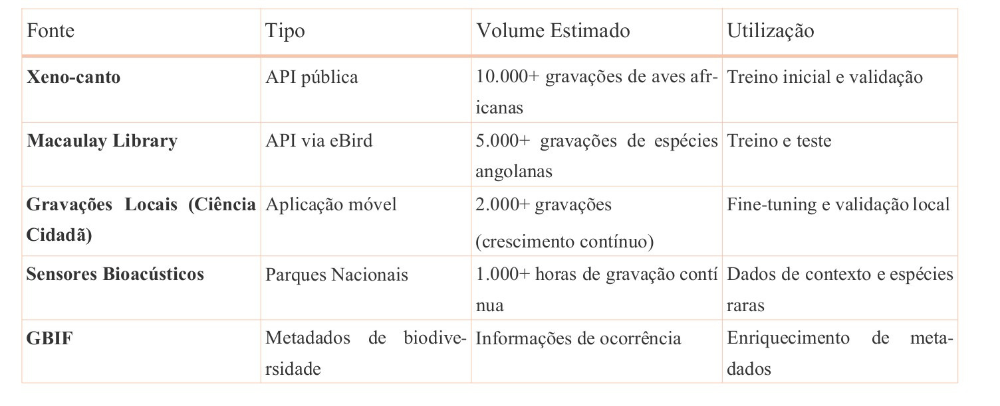 Fonte Tipo Volume Estimado Utilização
Xeno-canto API pública 10.000+ gravações de aves afr- Treino inicial e validação
icanas
Macaulay Library API via eBird 5.000+ gravações de espécies Treino e teste
angolanas
Gravações Locais (Ciência Aplicação móvel 2.000+ gravações Fine-tuning e validação local
Cidadã)
(crescimento contínuo)
Sensores Bioacústicos Parques Nacionais 1.000+ horas de gravação contí Dados de contexto e espécies
nua raras
GBIF Metadados de biodive- Informações de ocorrência Enriquecimento de meta-
rsidade dados